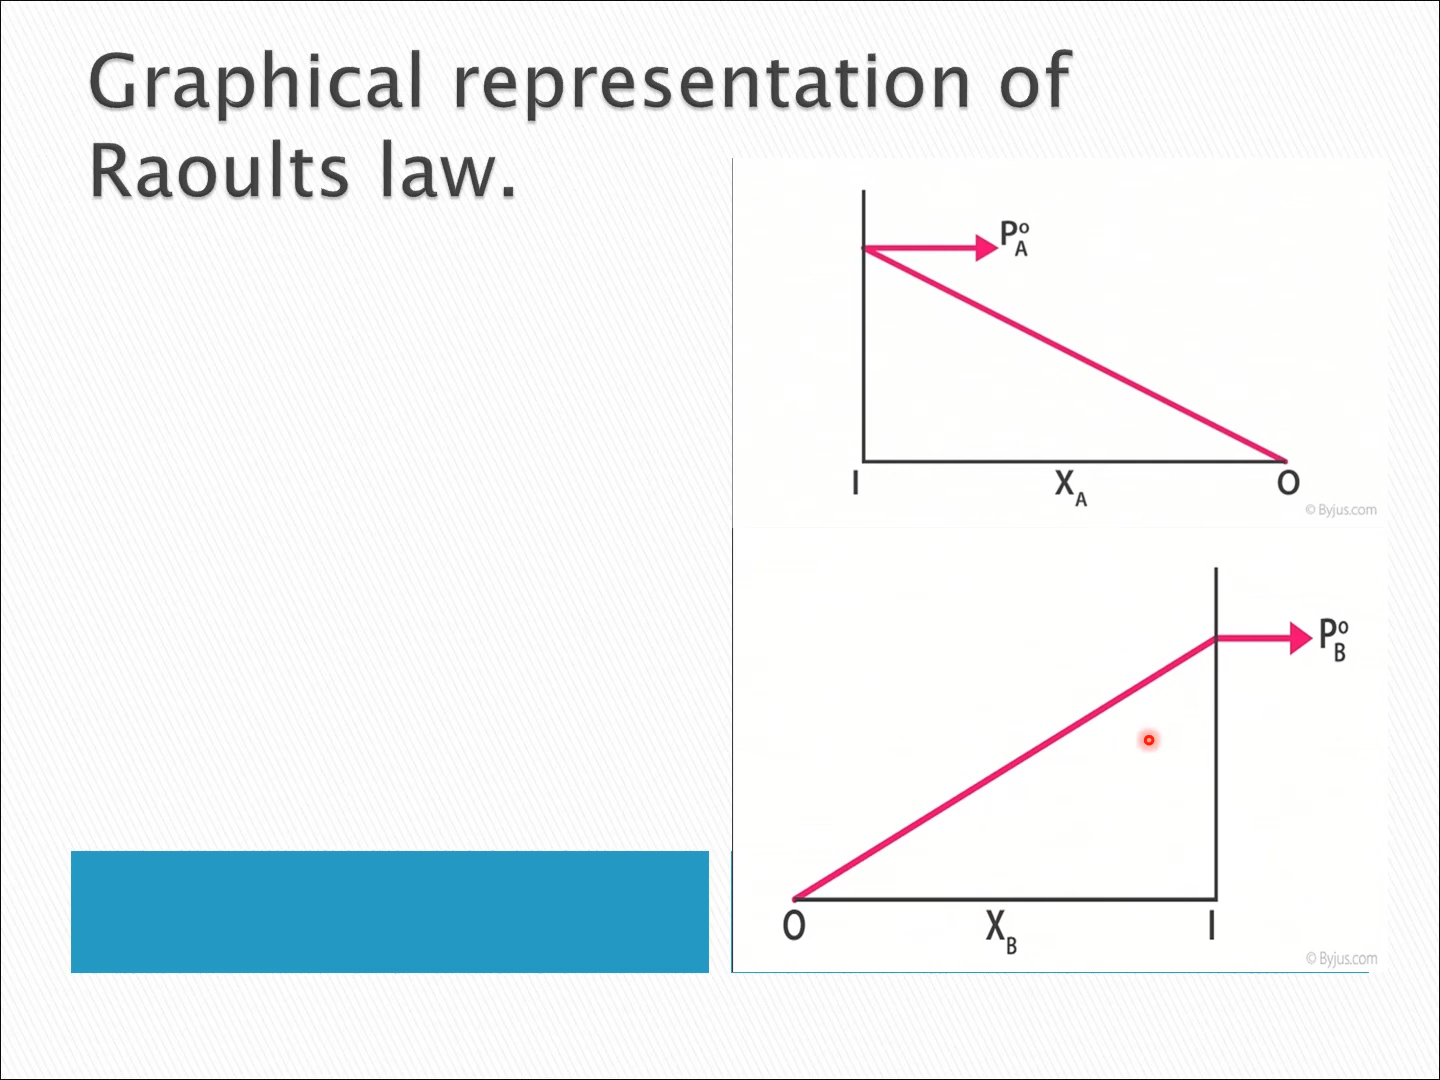 Graphical representation of
Raoults law.
P°A
I XA O
© Byjus.com
P°B
O XB I
© Byjus.com